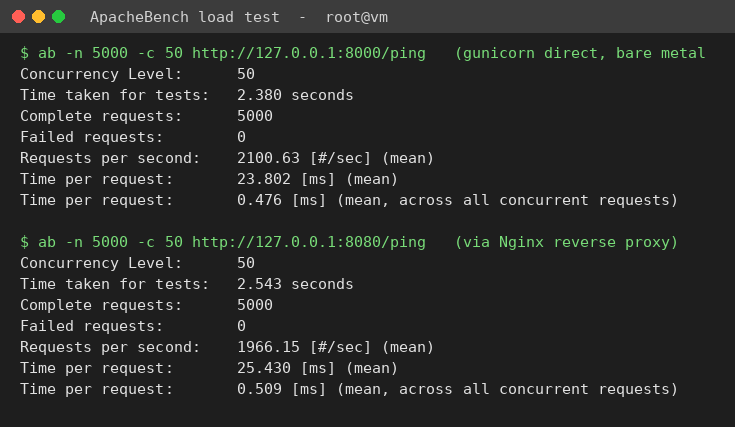 ApacheBench load test - root@vm
$ ab -n 5000 -c 50 http://127.0.0.1:8000/ping (gunicorn direct, bare metal
Concurrency Level: 50
Time taken for tests: 2.380 seconds
Complete requests: 5000
Failed requests: 0
Requests per second: 2100.63 [#/sec] (mean)
Time per request: 23.802 [ms] (mean)
Time per request: 0.476 [ms] (mean, across all concurrent requests)
$ ab -n 5000 -c 50 http://127.0.0.1:8080/ping (via Nginx reverse proxy)
Concurrency Level: 50
Time taken for tests: 2.543 seconds
Complete requests: 5000
Failed requests: 0
Requests per second: 1966.15 [#/sec] (mean)
Time per request: 25.430 [ms] (mean)
Time per request: 0.509 [ms] (mean, across all concurrent requests)